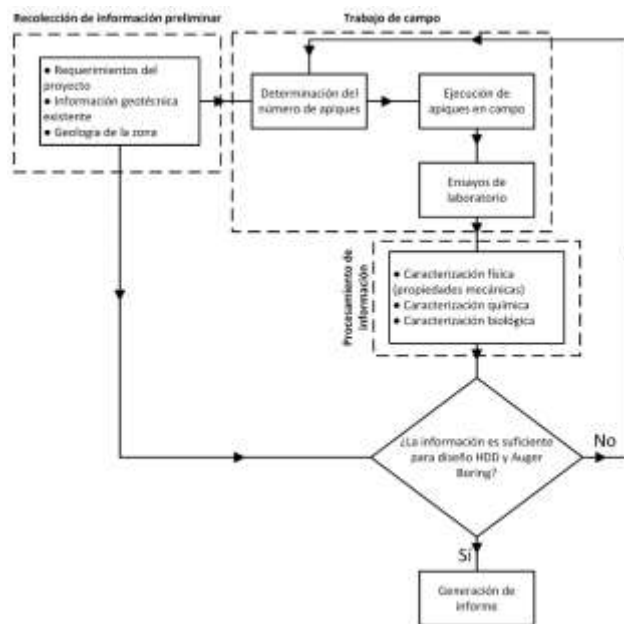 Recolección de información preliminar
Trabajo de campo
● Requerimientos del
proyecto
● Información geotécnica
existente
● Geología de la zona
Determinación del
número de apiques
Ejecución de
apiques en campo
Ensayos de
laboratorio
Procesamiento de
información
● Caracterización física
(propiedades mecánicas)
● Caracterización química
● Caracterización biológica
¿La información es suficiente
para diseño HDD y Auger
Boring?
No
Sí
Generación de
informe